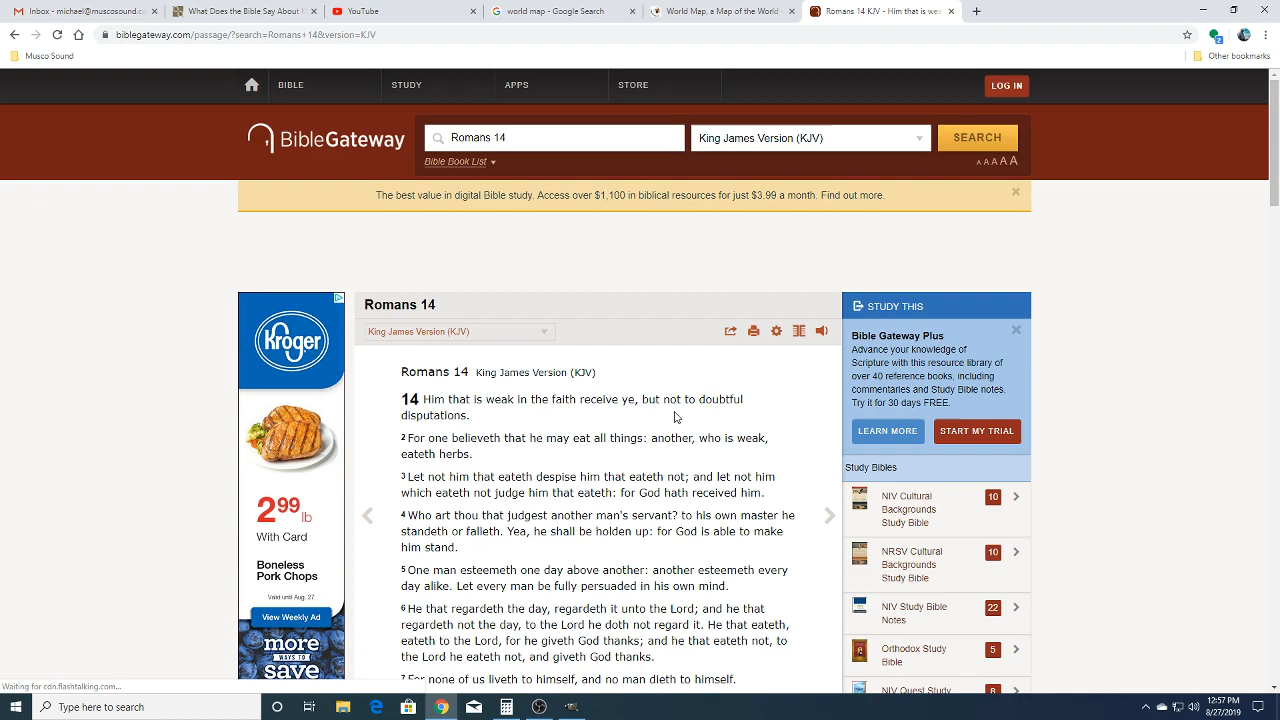 Inbox - michael@muscosound.co
What Does the Bible Say About
YouTube
world map - Google Search
World Map, a Map of the World
Romans 14 KJV - Him that is wea
biblegateway.com/passage/?search=Romans+14&version=KJV
2
Musco Sound
Other bookmarks
BIBLE
STUDY
APPS
STORE
LOG IN
BibleGateway
Romans 14
King James Version (KJV)
SEARCH
Bible Book List
A A A A A
The best value in digital Bible study. Access over $1,100 in biblical resources for just $3.99 a month. Find out more.
Kroger
2 99 lb
With Card
Boneless
Pork Chops
Valid until Aug. 27
View Weekly Ad
more
WAYS TO
save
Romans 14
King James Version (KJV)
Romans 14 King James Version (KJV)
14 Him that is weak in the faith receive ye, but not to doubtful
disputations.
2 For one believeth that he may eat all things: another, who is weak,
eateth herbs.
3 Let not him that eateth despise him that eateth not; and let not him
which eateth not judge him that eateth: for God hath received him.
4 Who art thou that judgest another man's servant? to his own master he
standeth or falleth. Yea, he shall be holden up: for God is able to make
him stand.
5 One man esteemeth one day above another: another esteemeth every
day alike. Let every man be fully persuaded in his own mind.
6 He that regardeth the day, regardeth it unto the Lord; and he that
regardeth not the day, to the Lord he doth not regard it. He that eateth,
eateth to the Lord, for he giveth God thanks; and he that eateth not, to
the Lord he eateth not, and giveth God thanks.
7 For none of us liveth to himself, and no man dieth to himself.
STUDY THIS
Bible Gateway Plus
Advance your knowledge of
Scripture with this resource library of
over 40 reference books, including
commentaries and Study Bible notes.
Try it for 30 days FREE.
LEARN MORE
START MY TRIAL
Study Bibles
NIV Cultural
Backgrounds
Study Bible
10
NRSV Cultural
Backgrounds
Study Bible
10
NIV Study Bible
Notes
22
Orthodox Study
Bible
5
NIV Quest Study
8
Waiting for cdn.flashtalking.com...
Type here to search
12:57 PM
8/27/2019